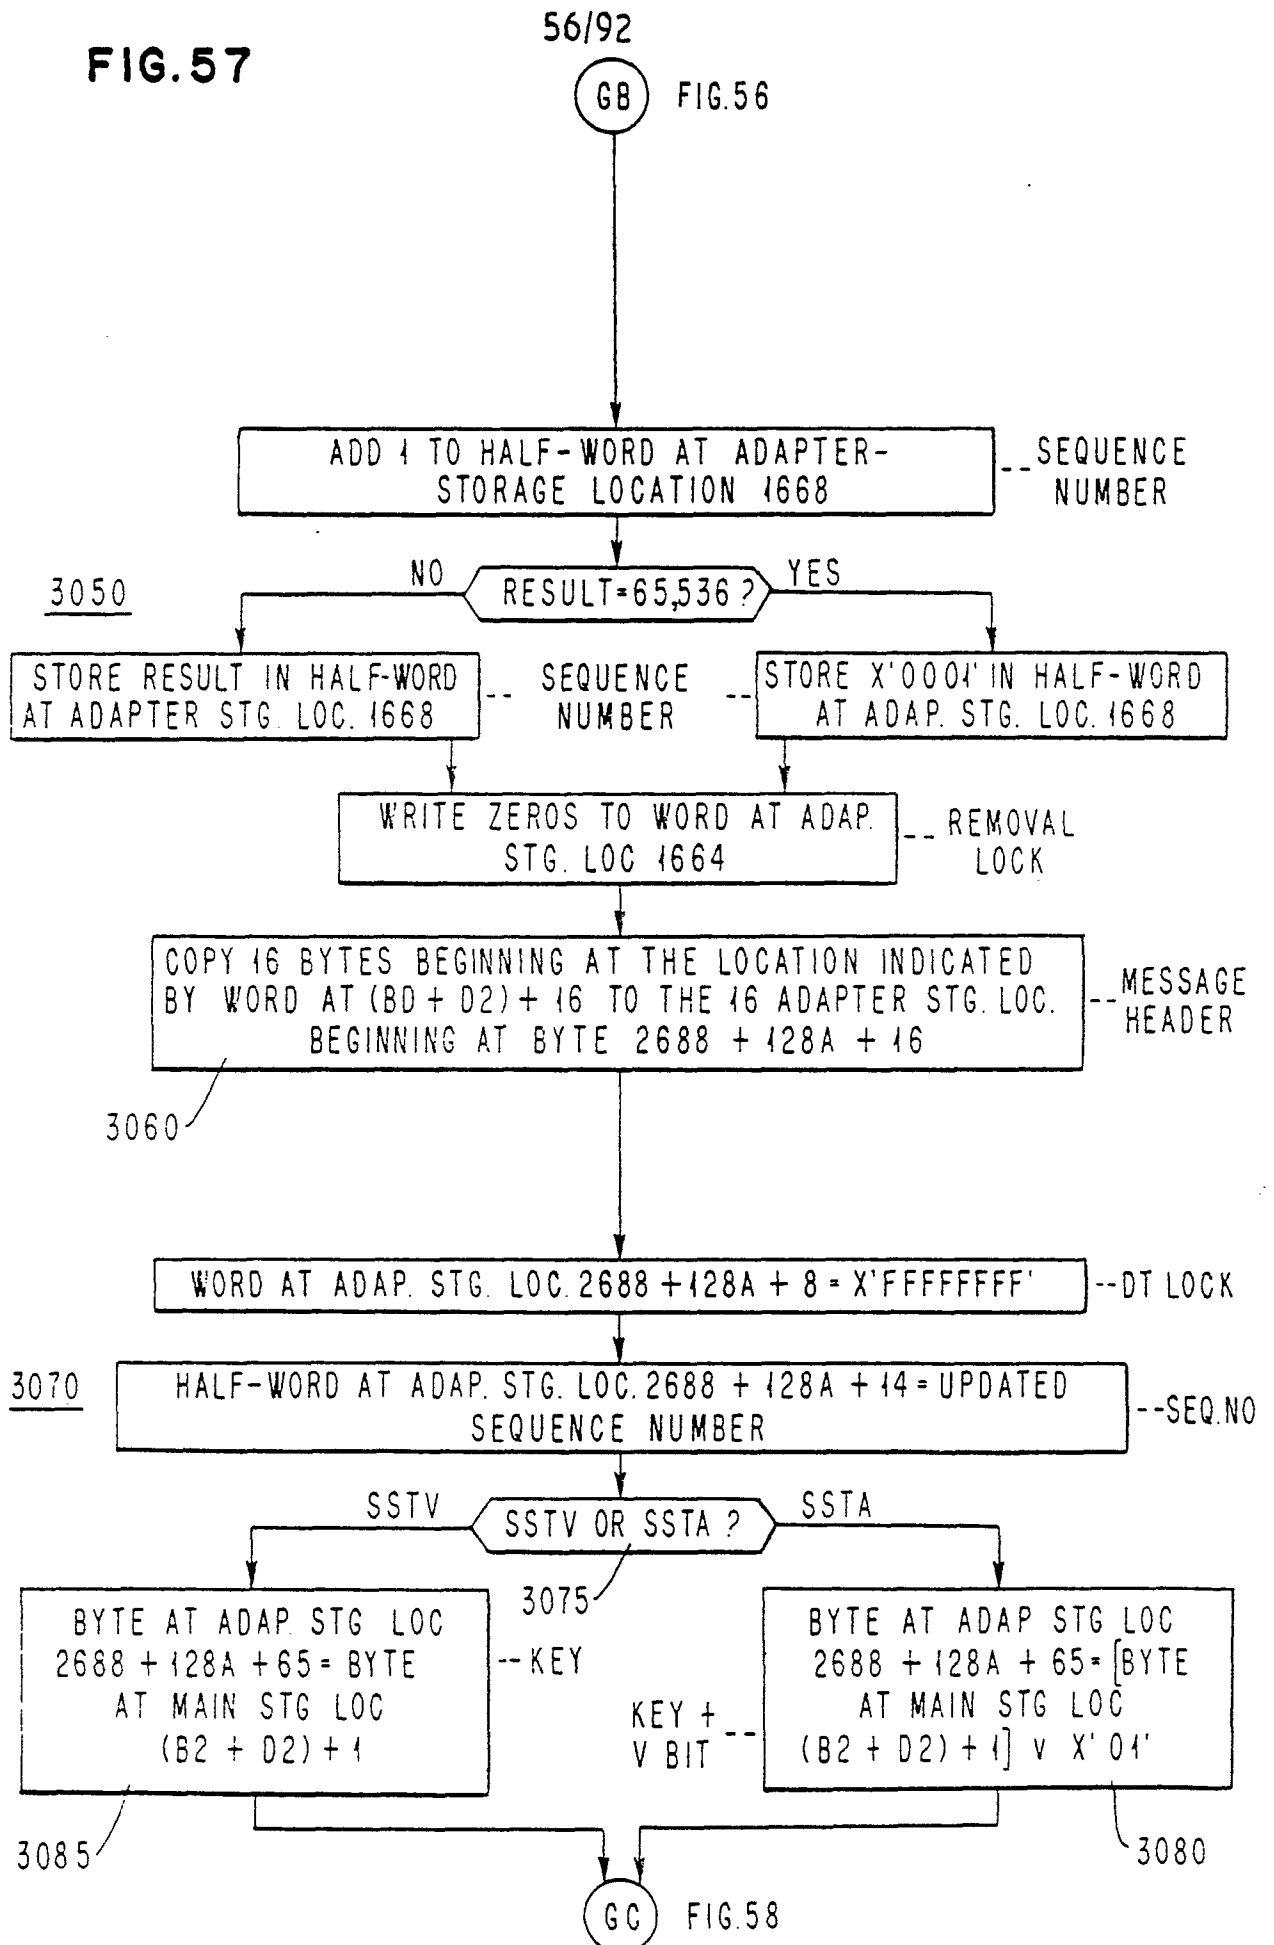 56/92
FIG.57
GB FIG.56
ADD 1 TO HALF-WORD AT ADAPTER-
STORAGE LOCATION 1668
--SEQUENCE
NUMBER
3050
NO
RESULT=65,536?
YES
STORE RESULT IN HALF-WORD
AT ADAPTER STG. LOC. 1668
-- SEQUENCE --
NUMBER
STORE X'0001' IN HALF-WORD
AT ADAP. STG. LOC. 1668
WRITE ZEROS TO WORD AT ADAP.
STG. LOC 1664
-- REMOVAL
LOCK
COPY 16 BYTES BEGINNING AT THE LOCATION INDICATED
BY WORD AT (BD + D2) + 16 TO THE 16 ADAPTER STG. LOC.
BEGINNING AT BYTE 2688 + 128A + 16
--MESSAGE
HEADER
3060
WORD AT ADAP. STG. LOC. 2688 + 128A + 8 = X'FFFFFFFF'
--DT LOCK
3070
HALF-WORD AT ADAP. STG. LOC. 2688 + 128A + 14 = UPDATED
SEQUENCE NUMBER
--SEQ.NO
SSTV
SSTV OR SSTA ?
SSTA
3075
BYTE AT ADAP. STG LOC
2688 + 128A + 65 = BYTE
AT MAIN STG LOC
(B2 + D2) + 1
--KEY
KEY + --
V BIT
BYTE AT ADAP STG LOC
2688 + 128A + 65 = [BYTE
AT MAIN STG LOC
(B2 + D2) + 1] v X'01'
3085
3080
GC FIG.58